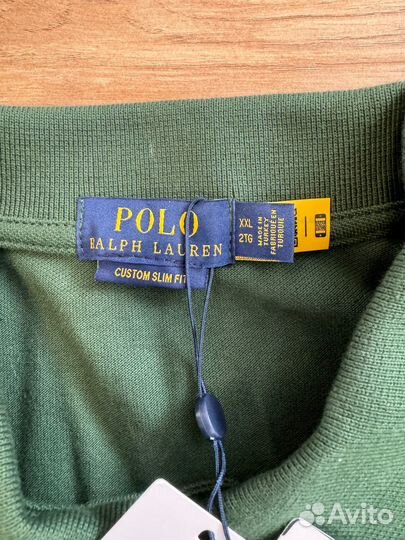 POLO
RALPH LAUREN
CUSTOM SLIM FIT
XXL
2TG
MADE IN
TURKEY
FABRIQUÉ EN
TURQUIE
Avito